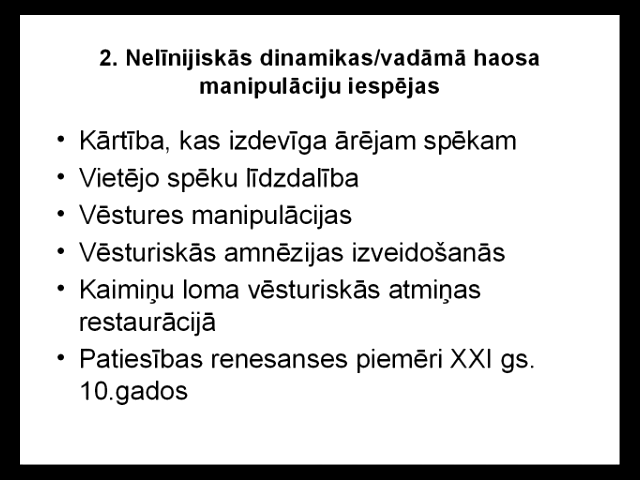 2. Nelīnijiskās dinamikas/vadāmā haosa
manipulāciju iespējas
• Kārtība, kas izdevīga ārējam spēkam
• Vietējo spēku līdzdalība
• Vēstures manipulācijas
• Vēsturiskās amnēzijas izveidošanās
• Kaimiņu loma vēsturiskās atmiņas
restaurācijā
• Patiesības renesanses piemēri XXI gs.
10.gados